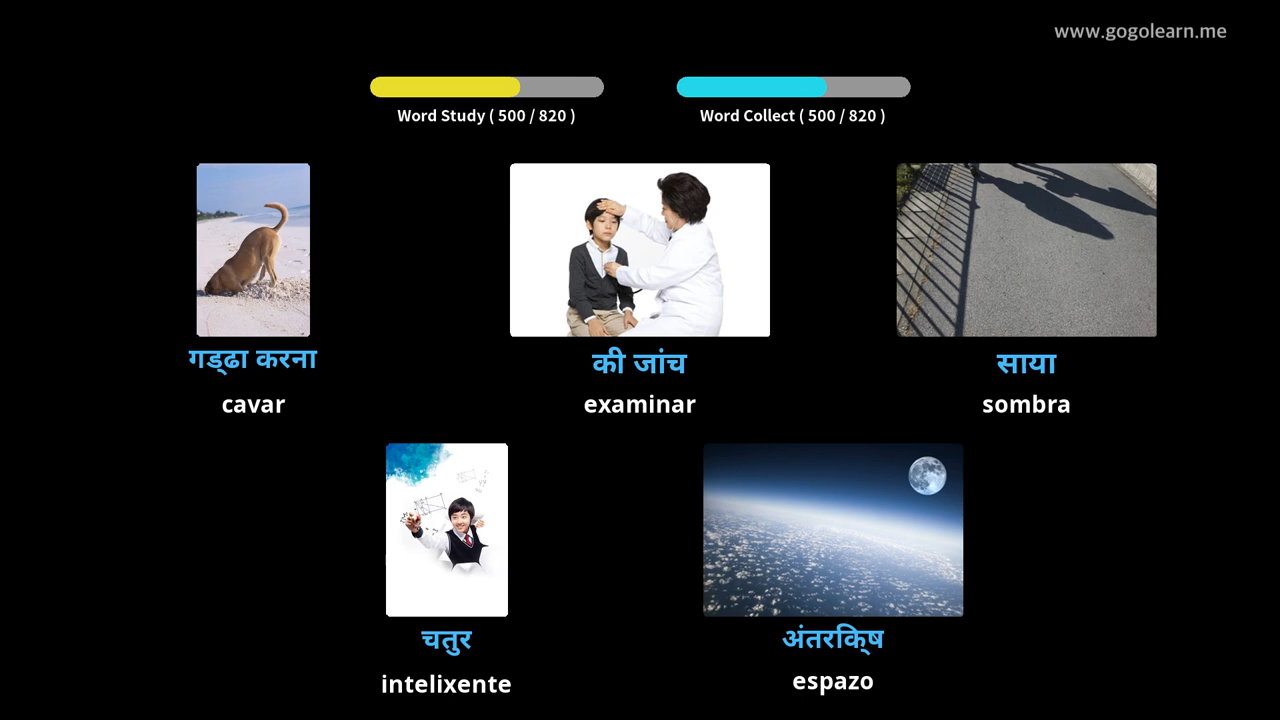 www.gogolearn.me
Word Study ( 500 / 820 )
Word Collect ( 500 / 820 )
गड्ढा करना
की जांच
साया
cavar
examinar
sombra
चतुर
अंतरक्षि
intelixente
espazo